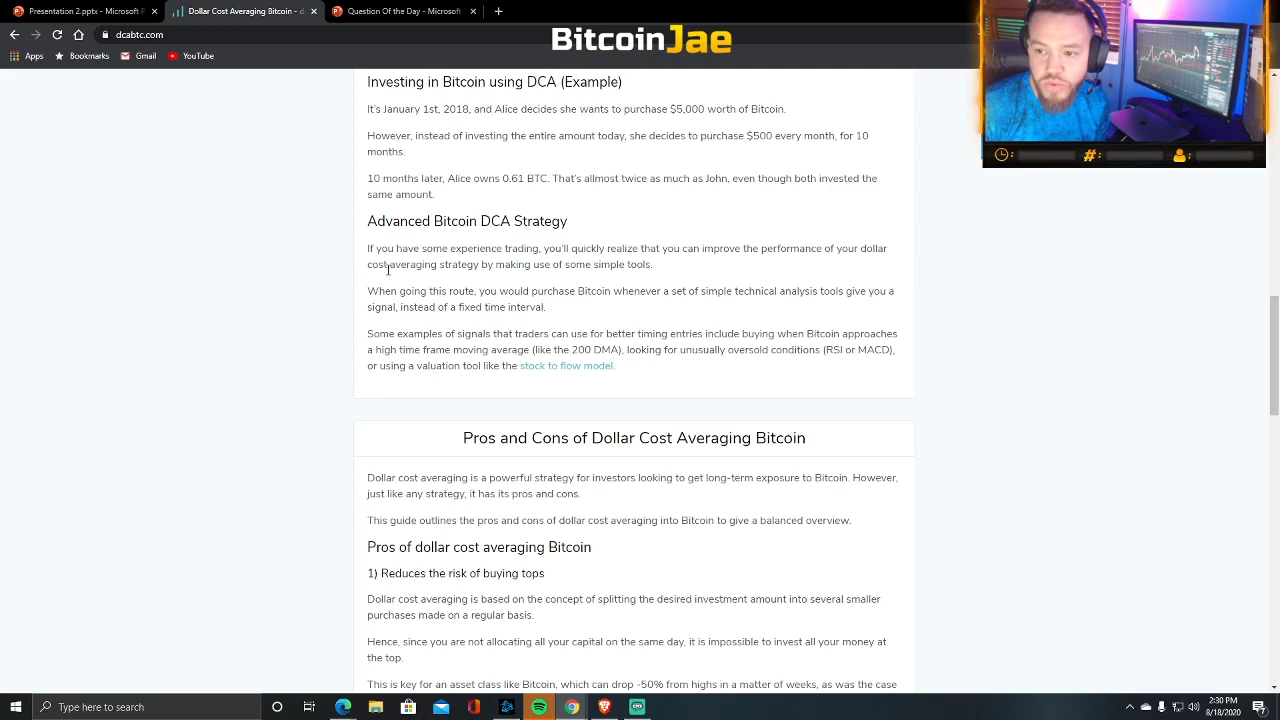 Presentation 2.pptx - Microsoft P
Dollar Cost Averaging Bitcoin - d
Question Of the Day - Microsoft
Apps
Bookmarks
Gmail
YouTube
BitcoinJae
Investing in Bitcoin using DCA (Example)
It's January 1st, 2018, and Alice decides she wants to purchase $5,000 worth of Bitcoin.
However, instead of investing the entire amount today, she decides to purchase $500 every month, for 10
months.
10 months later, Alice owns 0.61 BTC. That's allmost twice as much as John, even though both invested the
same amount.
Advanced Bitcoin DCA Strategy
If you have some experience trading, you'll quickly realize that you can improve the performance of your dollar
cost averaging strategy by making use of some simple tools.
When going this route, you would purchase Bitcoin whenever a set of simple technical analysis tools give you a
signal, instead of a fixed time interval.
Some examples of signals that traders can use for better timing entries include buying when Bitcoin approaches
a high time frame moving average (like the 200 DMA), looking for unusually oversold conditions (RSI or MACD),
or using a valuation tool like the stock to flow model.
Pros and Cons of Dollar Cost Averaging Bitcoin
Dollar cost averaging is a powerful strategy for investors looking to get long-term exposure to Bitcoin. However,
just like any strategy, it has its pros and cons.
This guide outlines the pros and cons of dollar cost averaging into Bitcoin to give a balanced overview.
Pros of dollar cost averaging Bitcoin
1) Reduces the risk of buying tops
Dollar cost averaging is based on the concept of splitting the desired investment amount into several smaller
purchases made on a regular basis.
Hence, since you are not allocating all your capital on the same day, it is impossible to invest all your money at
the top.
This is key for an asset class like Bitcoin, which can drop -50% from highs in a matter of weeks, as was the case
Type here to search
2:30 PM
8/18/2020